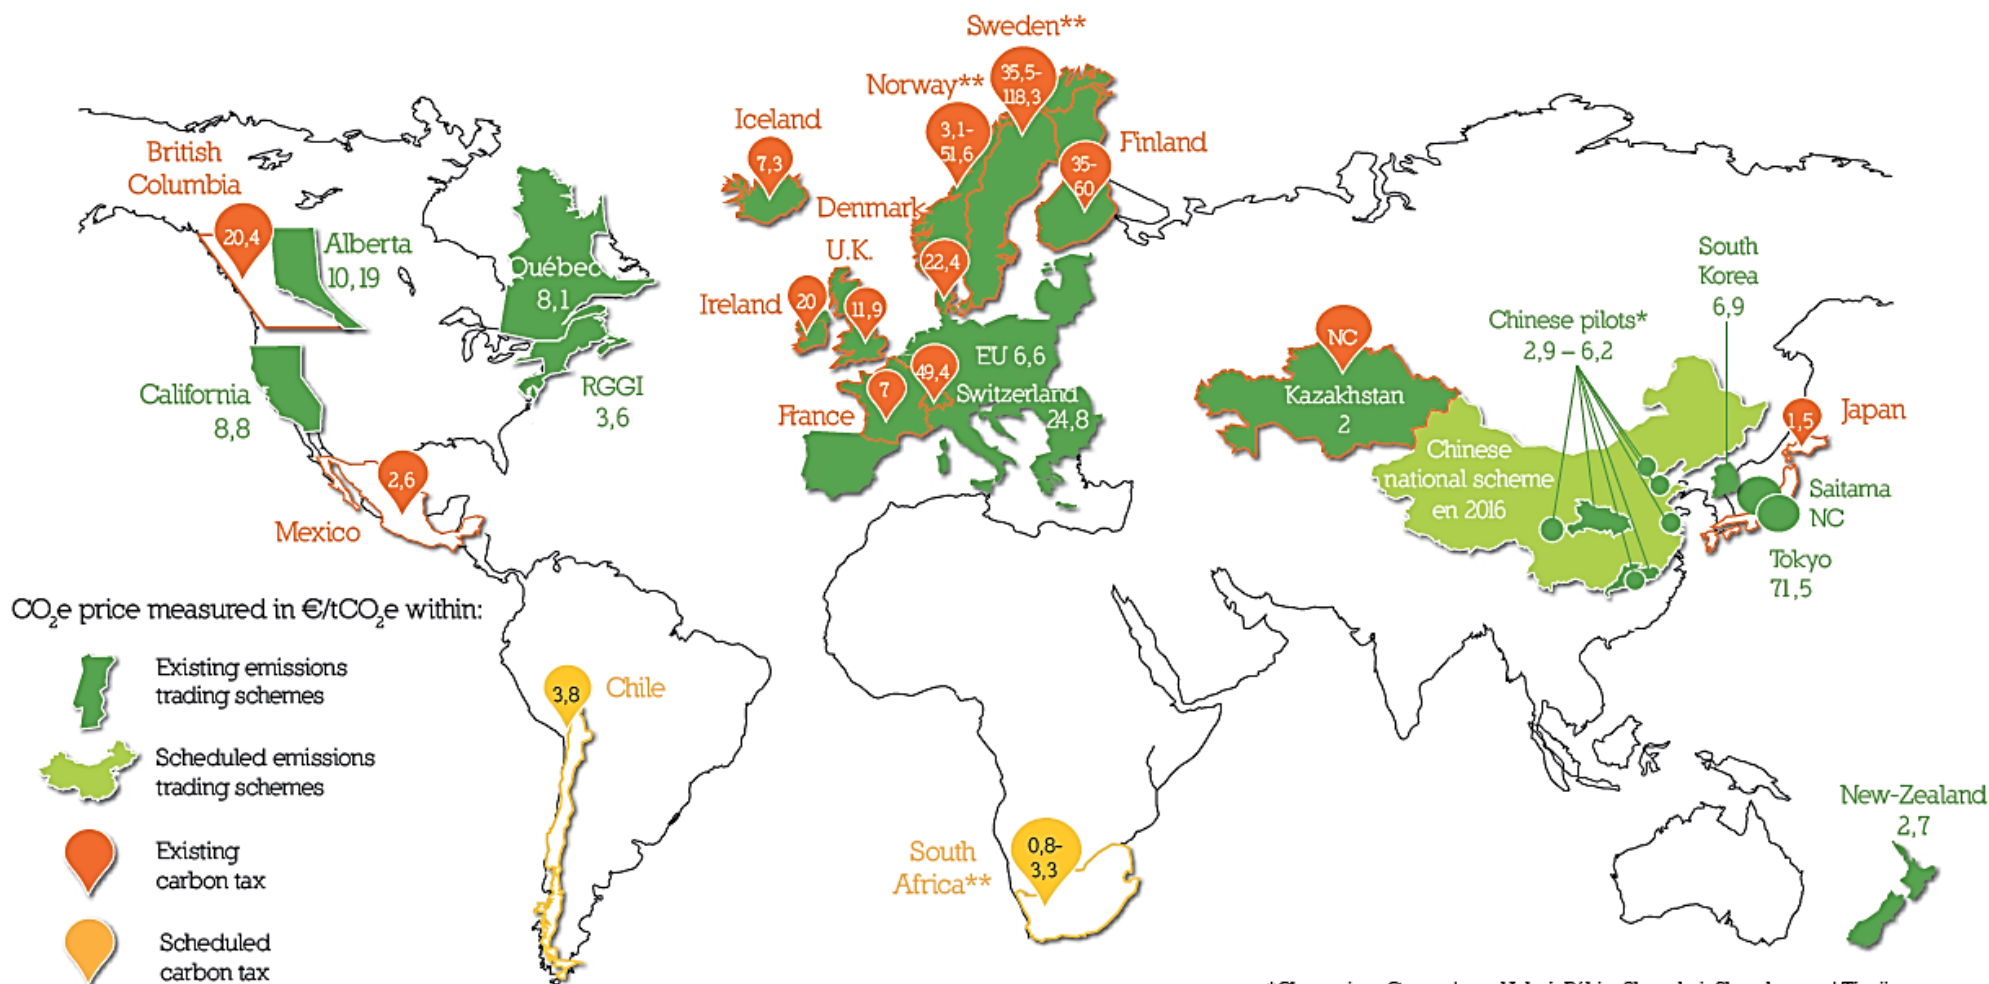 Sweden**
35,5-
118,3
Norway**
3,1-
51,6
Iceland
7,3
Finland
35-
60
British
Columbia
20,4
Alberta
10,19
Québec
8,1
Denmark
22,4
U.K.
11,9
Ireland
20
EU 6,6
49,4
Switzerland
24,8
France
7
California
8,8
RGGI
3,6
Mexico
2,6
NC
Kazakhstan
2
Chinese pilots*
2,9 – 6,2
South
Korea
6,9
Chinese
national scheme
en 2016
1,5
Japan
Saitama
NC
Tokyo
71,5
CO₂e price measured in €/tCO₂e within:
Existing emissions
trading schemes
Scheduled emissions
trading schemes
Existing
carbon tax
Scheduled
carbon tax
3,8
Chile
South
Africa**
0,8-
3,3
New-Zealand
2,7